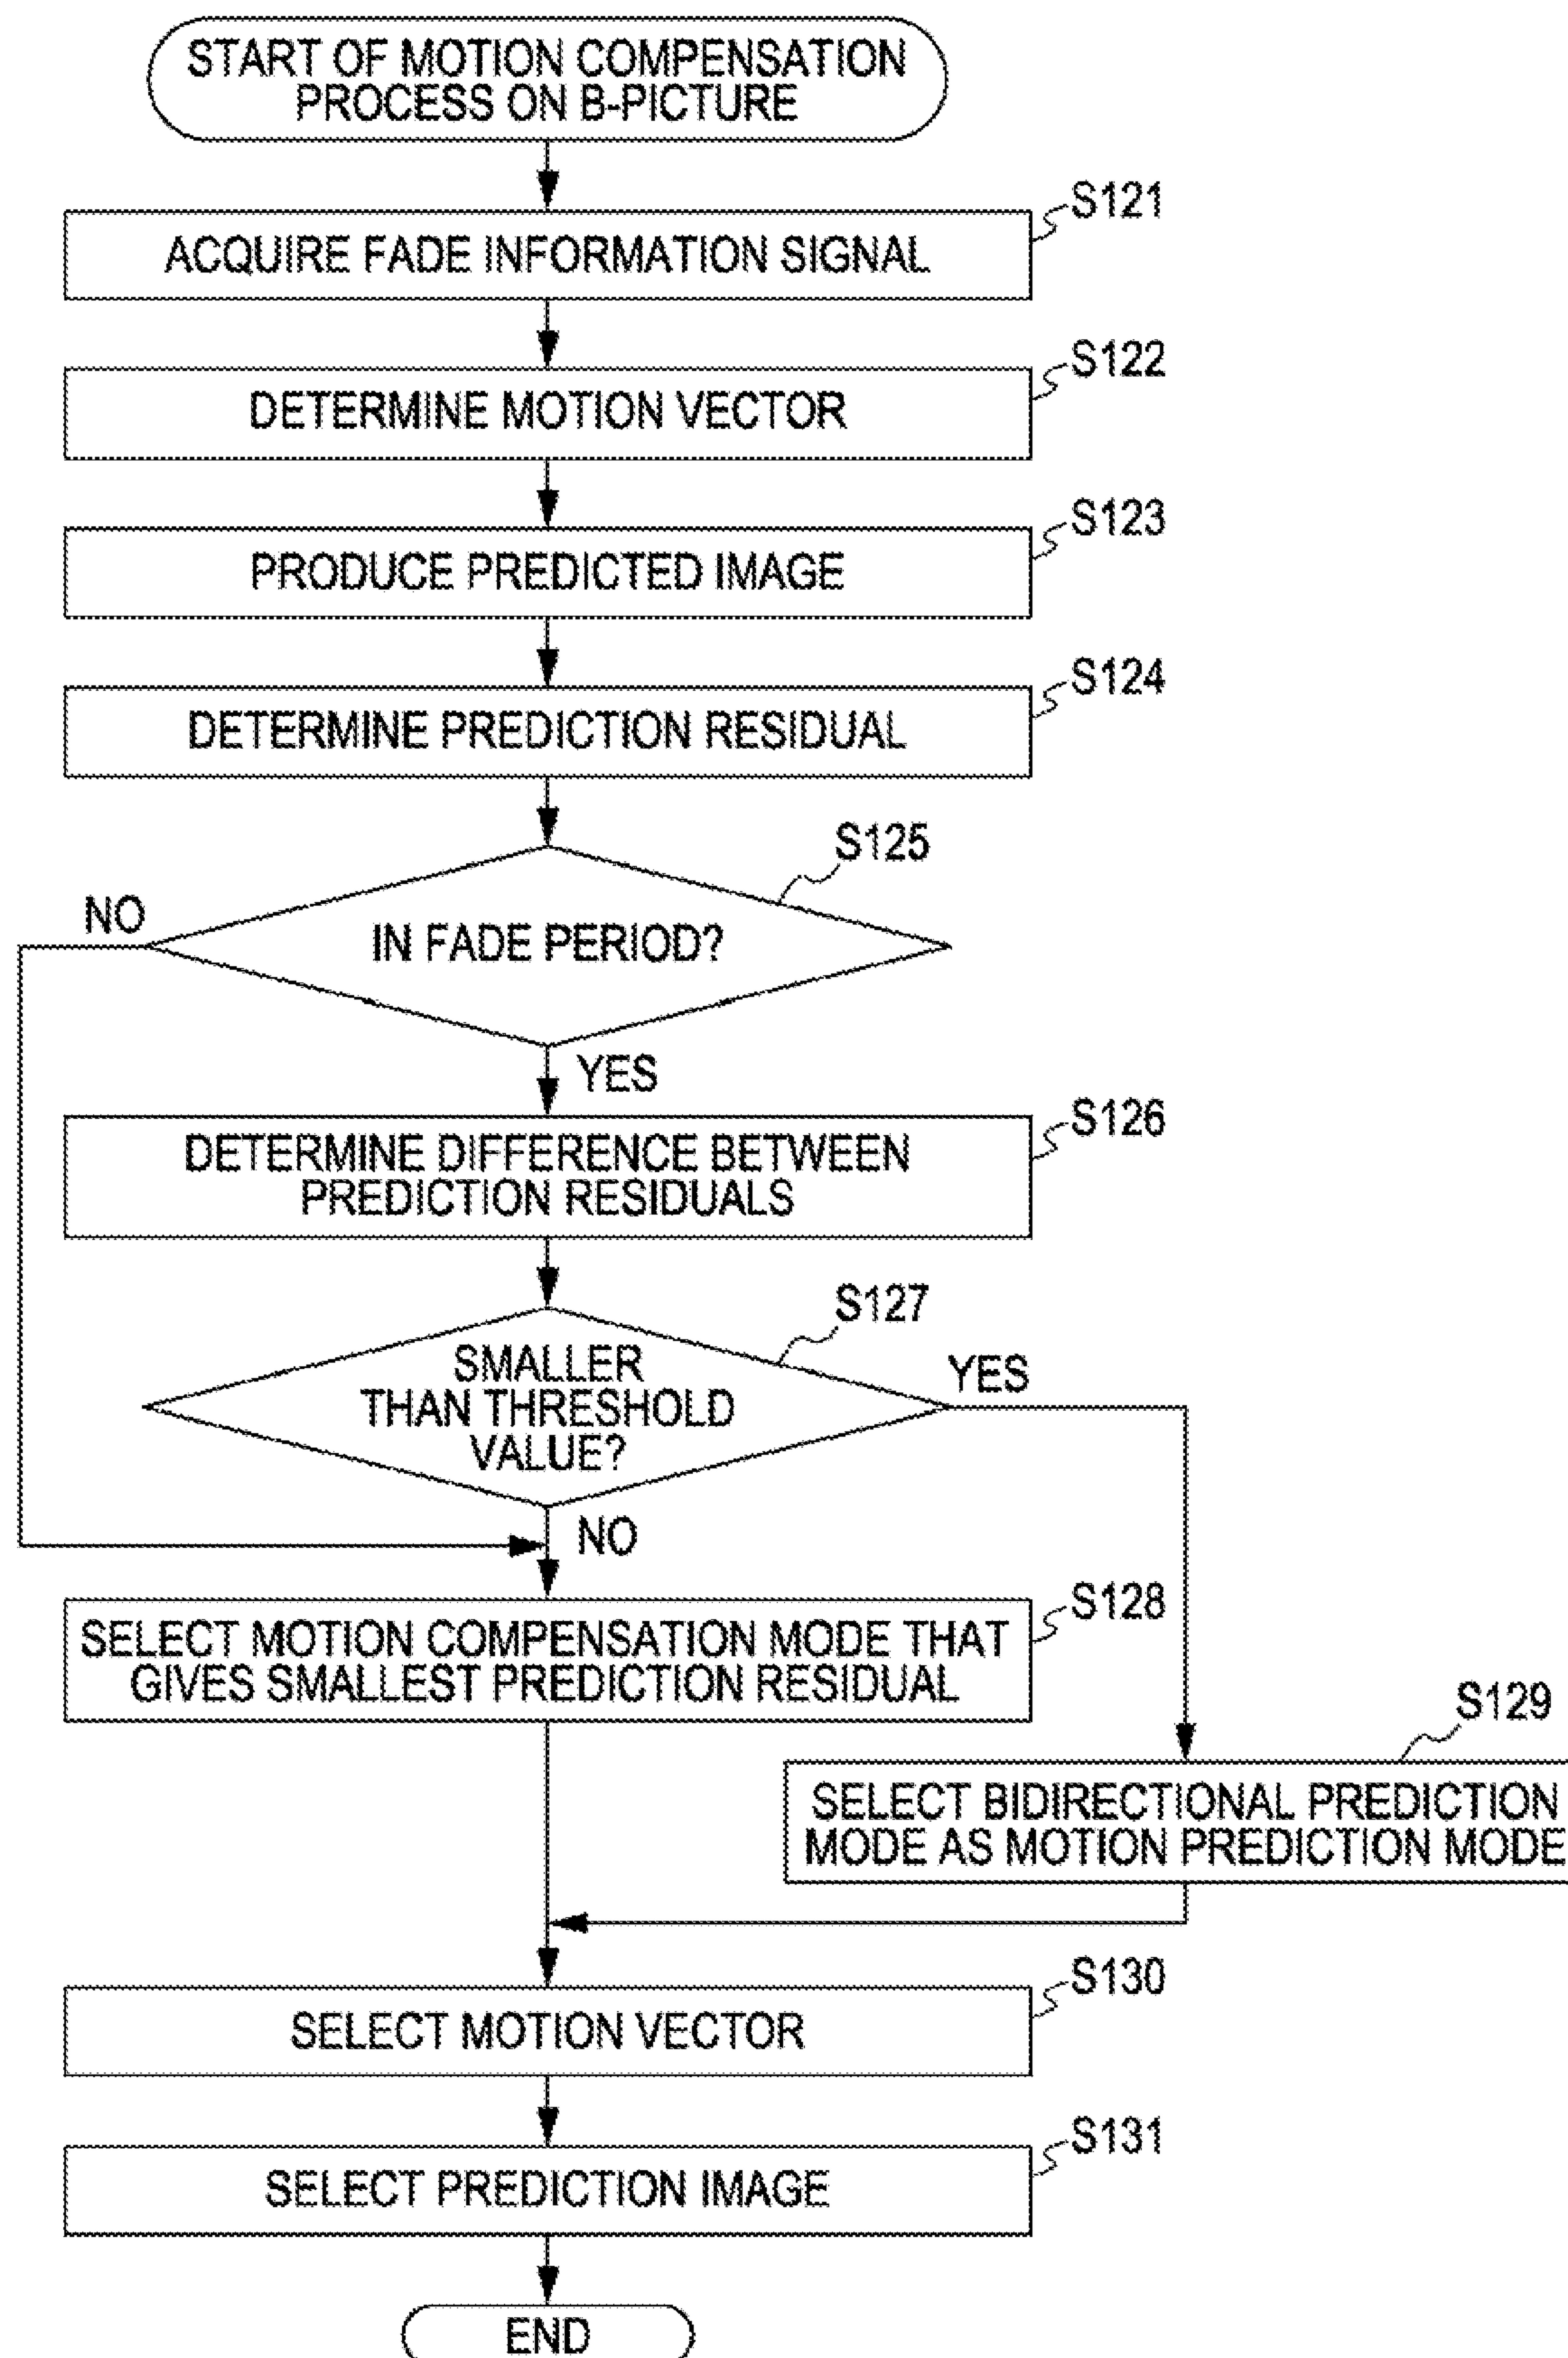 START OF MOTION COMPENSATION
PROCESS ON B-PICTURE
S121
ACQUIRE FADE INFORMATION SIGNAL
S122
DETERMINE MOTION VECTOR
S123
PRODUCE PREDICTED IMAGE
S124
DETERMINE PREDICTION RESIDUAL
S125
NO
IN FADE PERIOD?
YES
S126
DETERMINE DIFFERENCE BETWEEN
PREDICTION RESIDUALS
S127
SMALLER
THAN THRESHOLD
VALUE?
YES
NO
S128
SELECT MOTION COMPENSATION MODE THAT
GIVES SMALLEST PREDICTION RESIDUAL
S129
SELECT BIDIRECTIONAL PREDICTION
MODE AS MOTION PREDICTION MODE
S130
SELECT MOTION VECTOR
S131
SELECT PREDICTION IMAGE
END